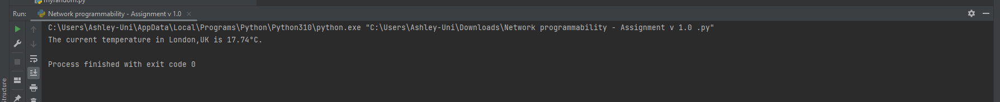 myrandom.py
Run: Network programmability - Assignment v 1.0 ×
C:\Users\Ashley-Uni\AppData\Local\Programs\Python\Python310\python.exe "C:\Users\Ashley-Uni\Downloads\Network programmability - Assignment v 1.0 .py"
The current temperature in London,UK is 17.74°C.
Process finished with exit code 0
Structure